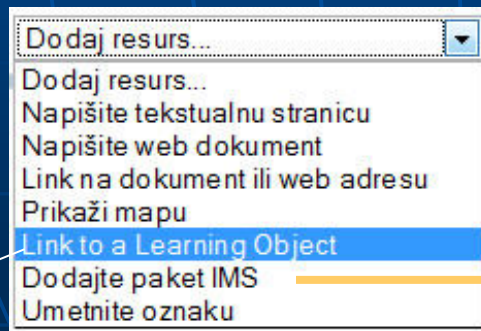 Dodaj resurs...
Dodaj resurs...
Napišite tekstualnu stranicu
Napišite web dokument
Link na dokument ili web adresu
Prikaži mapu
Link to a Learning Object
Dodajte paket IMS
Umetnite oznaku